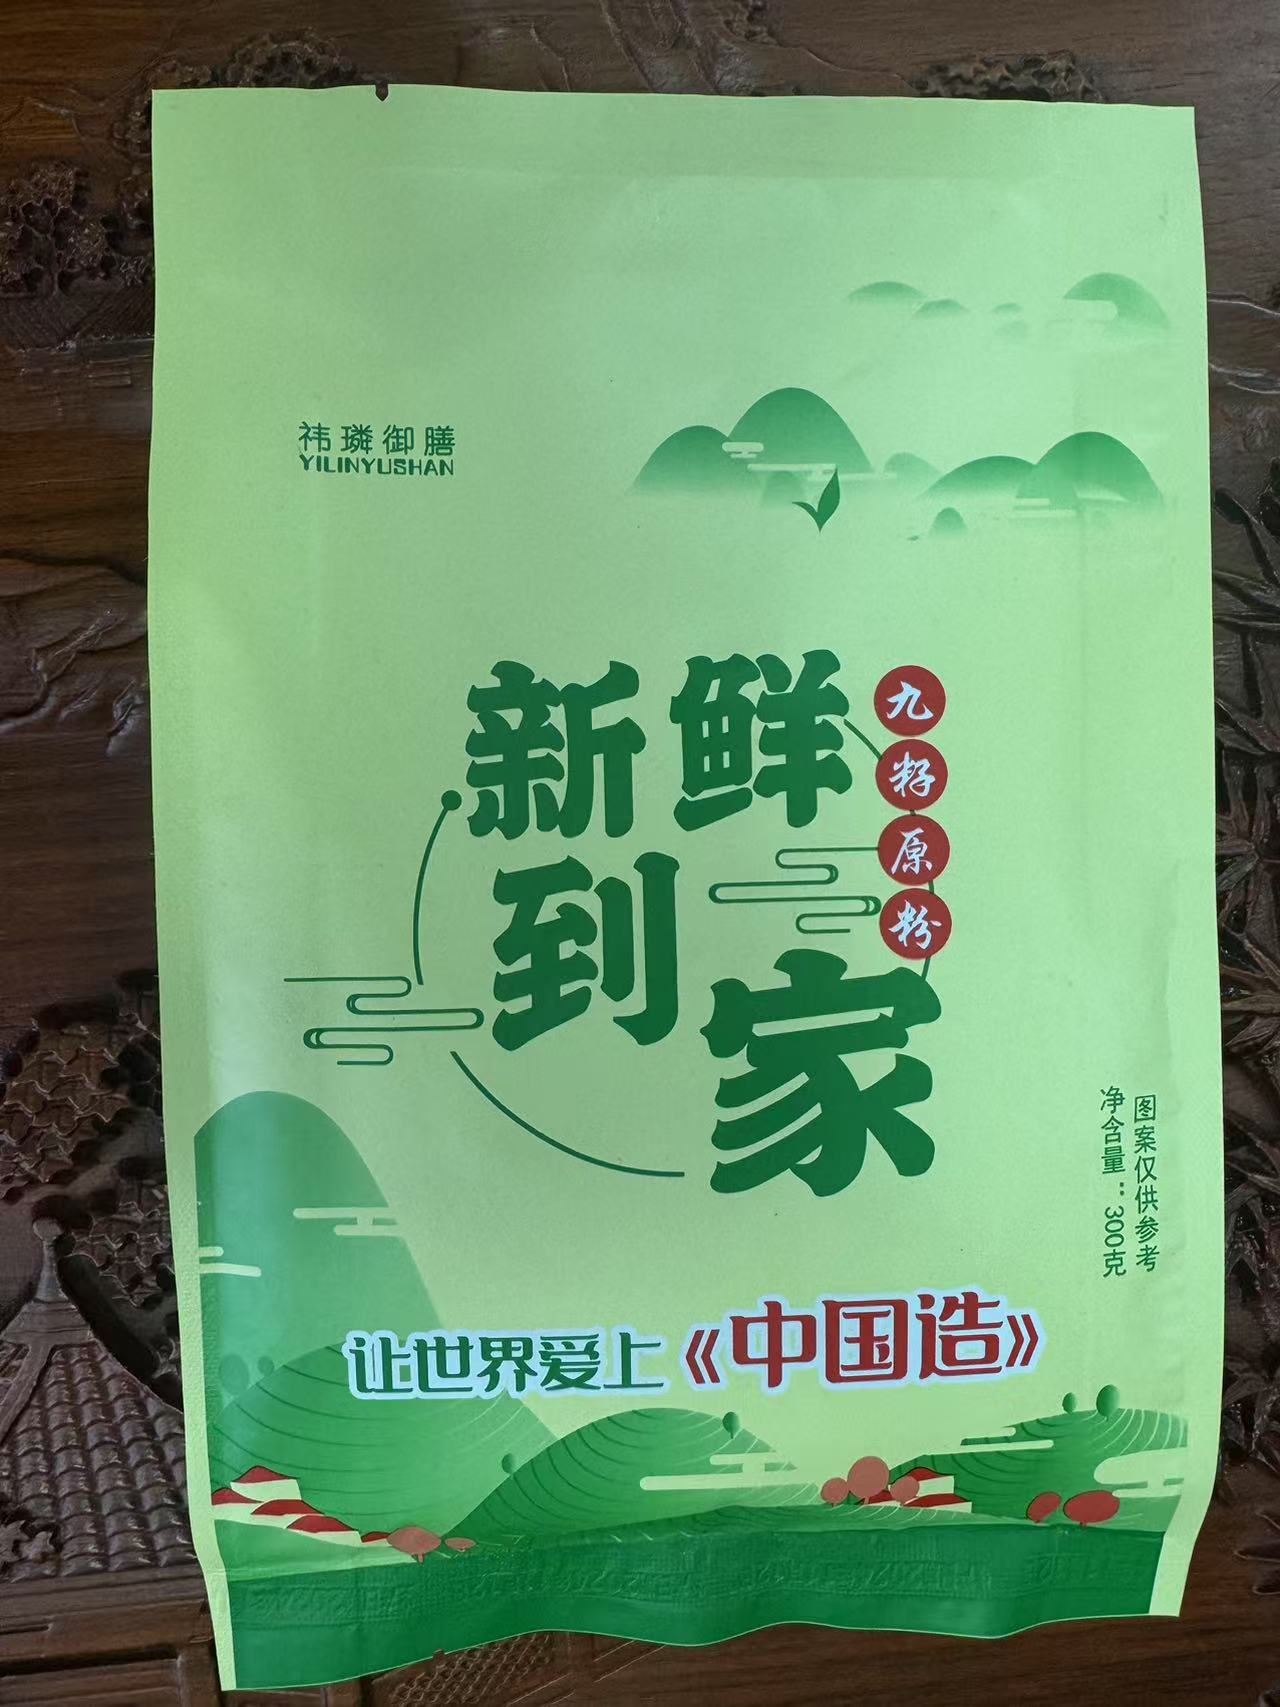 祎璘御膳
YILINYUSHAN
新鲜
到家
九籽原粉
图案仅供参考
净含量：300克
让世界爱上《中国造》